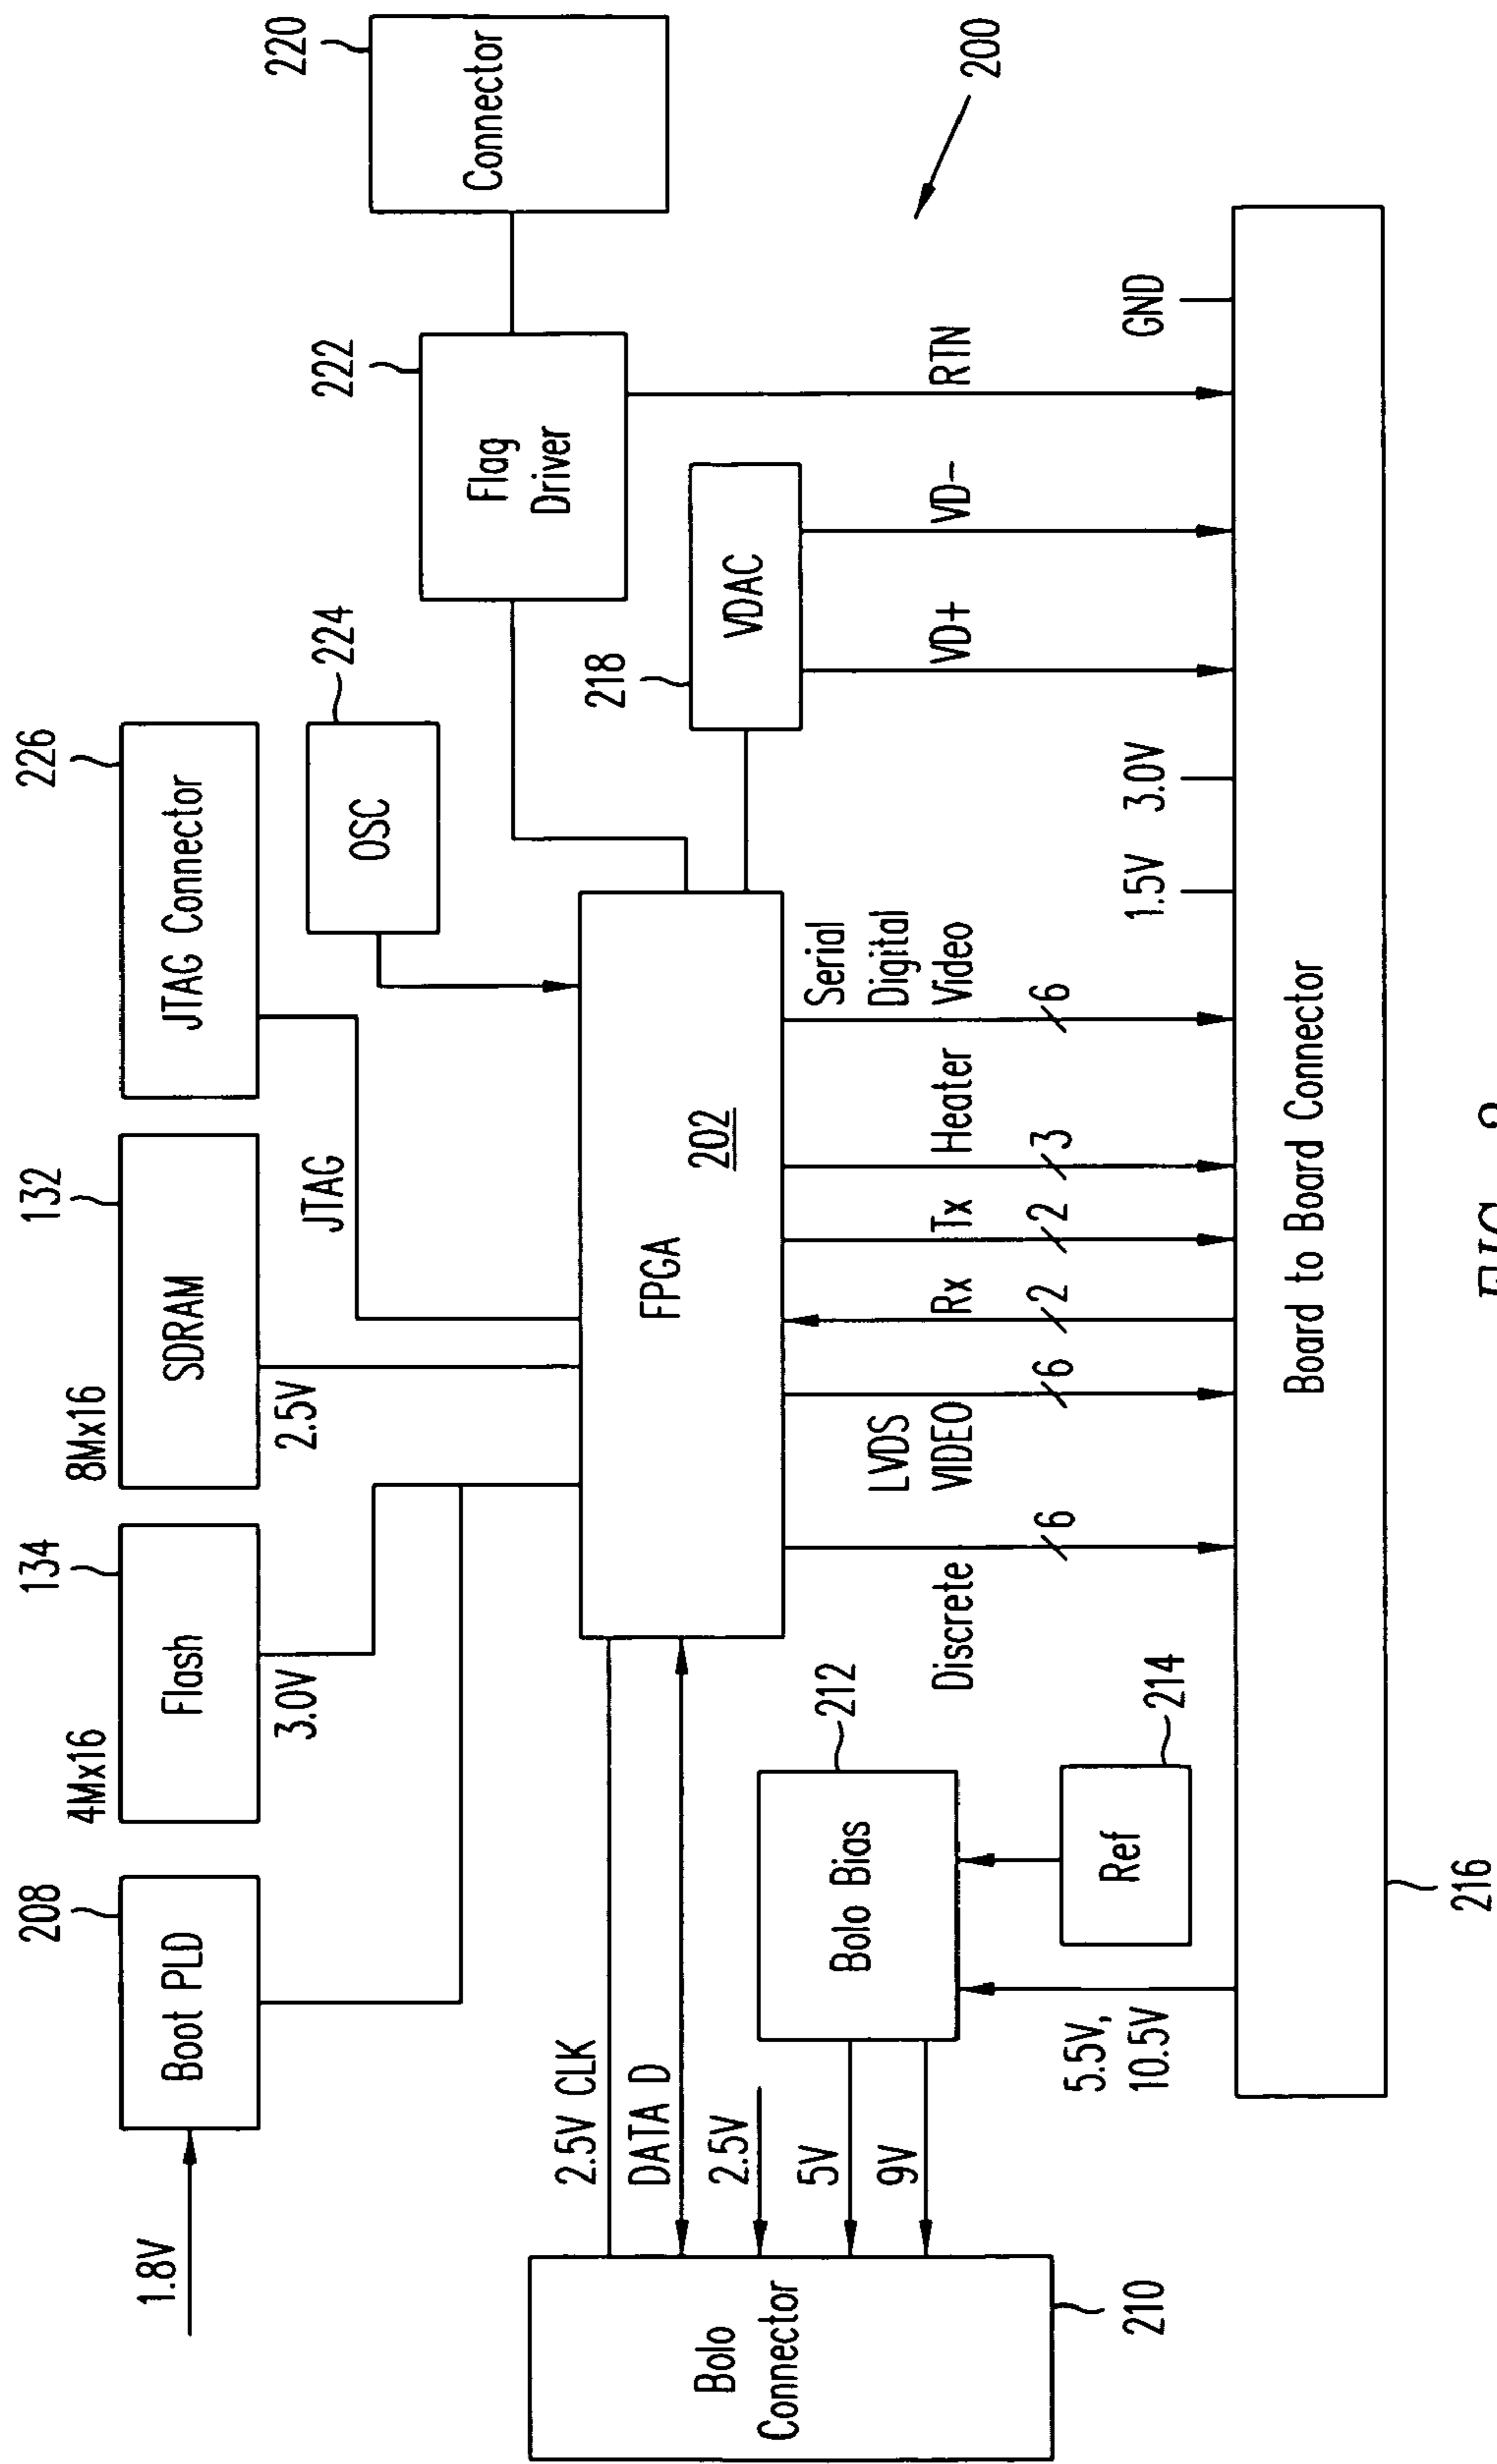 1.8V
208
Boot PLD
4Mx16
134
Flash
3.0V
8Mx16
132
SDRAM
2.5V
226
JTAG Connector
JTAG
224
OSC
222
Flag
Driver
220
Connector
200
2.5V CLK
DATA D
2.5V
5V
9V
Bolo
Connector
210
212
Bolo Bias
214
Ref
5.5V,
10.5V
FPGA
202
218
VDAC
Discrete
6
LVDS
VIDEO
6
Rx
2
Tx
2
Heater
3
Serial
Digital
Video
6
1.5V
3.0V
VD+
VD−
RTN
GND
Board to Board Connector
216